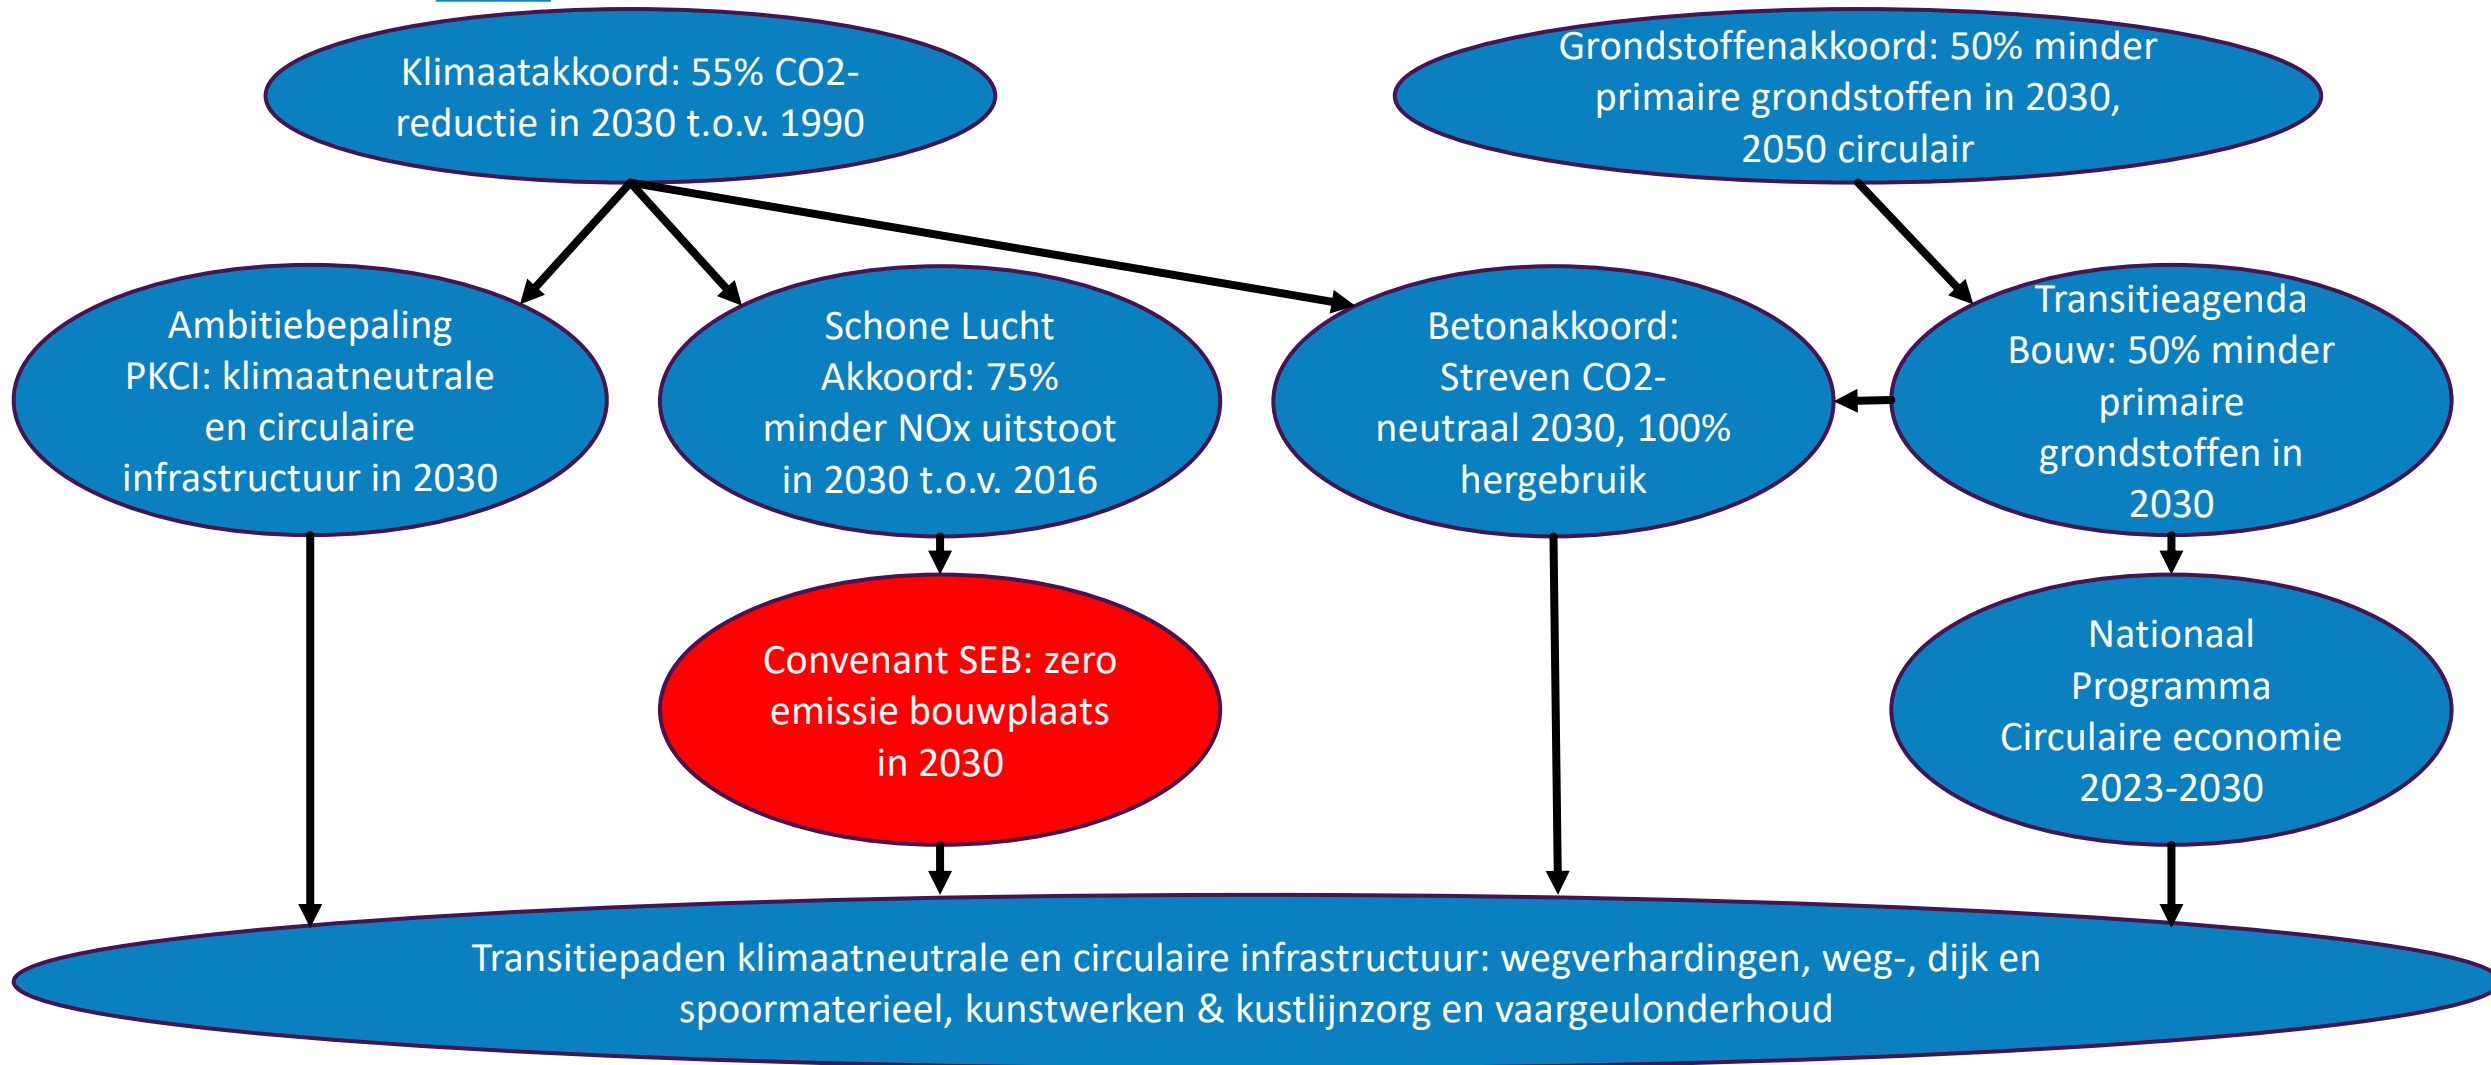 Klimaatakkoord: 55% CO2-
reductie in 2030 t.o.v. 1990
Grondstoffenakkoord: 50% minder
primaire grondstoffen in 2030,
2050 circulair
Ambitiebepaling
PKCI: klimaatneutrale
en circulaire
infrastructuur in 2030
Schone Lucht
Akkoord: 75%
minder NOx uitstoot
in 2030 t.o.v. 2016
Betonakkoord:
Streven CO2-
neutraal 2030, 100%
hergebruik
Transitieagenda
Bouw: 50% minder
primaire
grondstoffen in
2030
Convenant SEB: zero
emissie bouwplaats
in 2030
Nationaal
Programma
Circulaire economie
2023-2030
Transitiepaden klimaatneutrale en circulaire infrastructuur: wegverhardingen, weg-, dijk en
spoormaterieel, kunstwerken & kustlijnzorg en vaargeulonderhoud